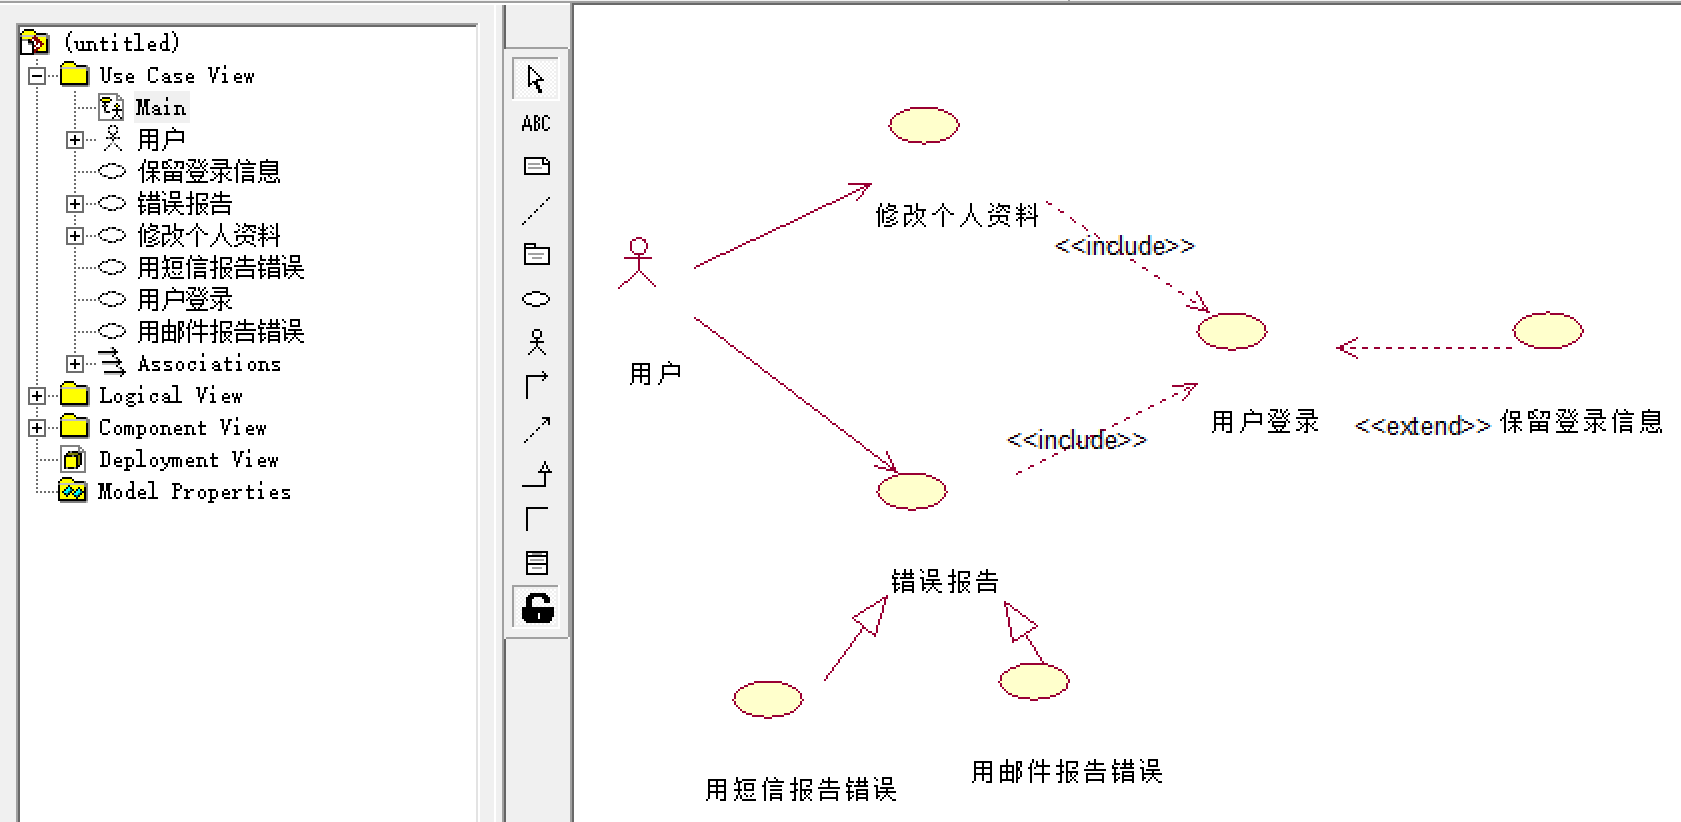 (untitled)
Use Case View
Main
用户
保留登录信息
错误报告
修改个人资料
用短信报告错误
用户登录
用邮件报告错误
Associations
Logical View
Component View
Deployment View
Model Properties
ABC
修改个人资料
<<include>>
用户
用户登录
<<extend>>
保留登录信息
<<include>>
错误报告
用短信报告错误
用邮件报告错误